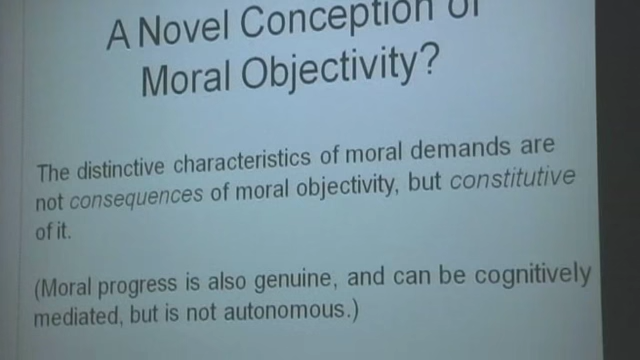 A Novel Conception of
Moral Objectivity?
The distinctive characteristics of moral demands are
not consequences of moral objectivity, but constitutive
of it.
(Moral progress is also genuine, and can be cognitively
mediated, but is not autonomous.)